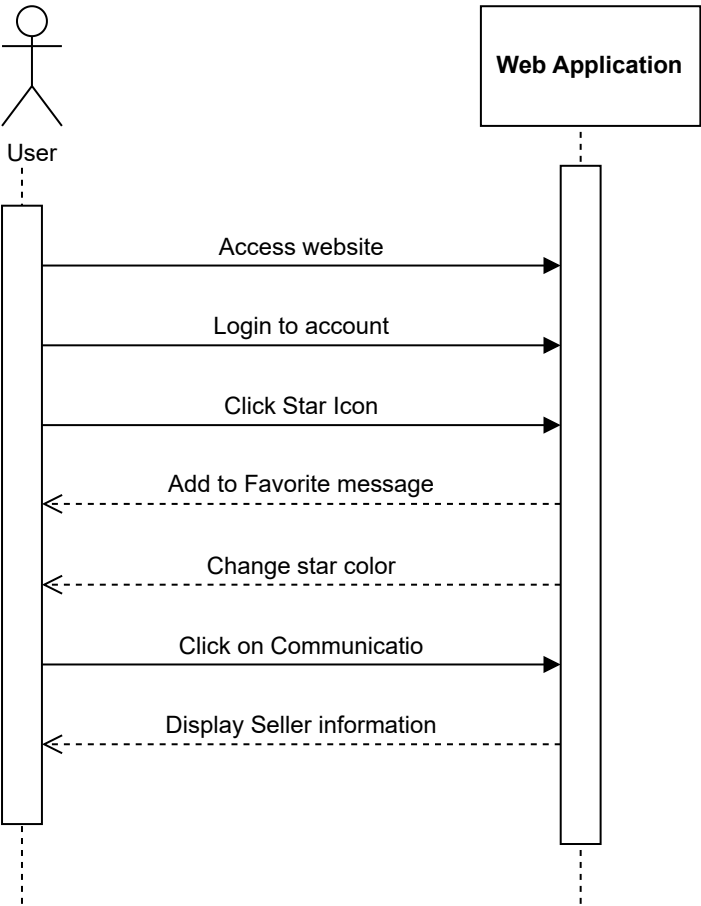 Web Application
User
Access website
Login to account
Click Star Icon
Add to Favorite message
Change star color
Click on Communicatio
Display Seller information